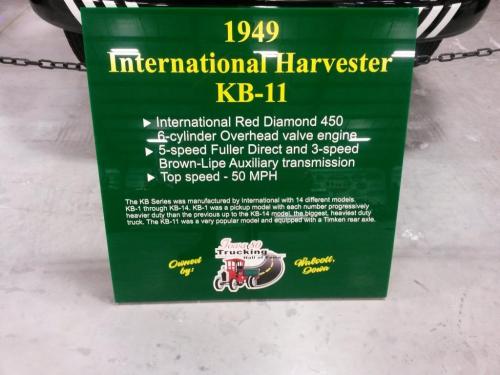 1949
International Harvester
KB-11
International Red Diamond 450
6-cylinder Overhead valve engine
5-speed Fuller Direct and 3-speed
Brown-Lipe Auxiliary transmission
Top speed - 50 MPH
The KB Series was manufactured by International with 14 different models.
KB-1 through KB-14. KB-1 was a pickup model with each number progressively
heavier duty than the previous up to the KB-14 model, the biggest, heaviest duty
truck. The KB-11 was a very popular model and equipped with a Timken rear axle.
Owned
by:
Iowa 80
Trucking
Hall of Fame
Walcott,
Iowa